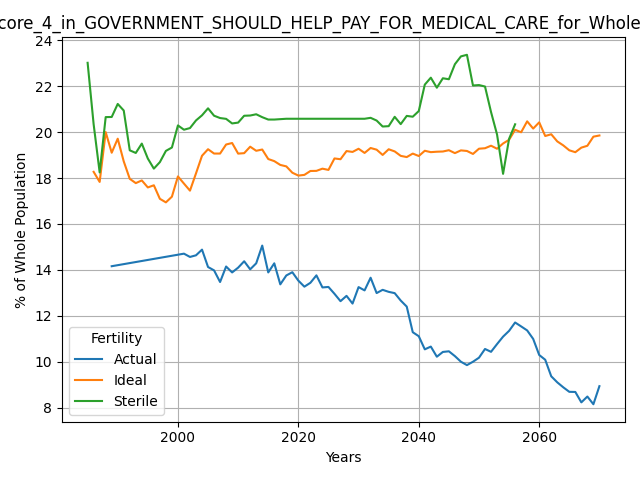 core_4_in_GOVERNMENT_SHOULD_HELP_PAY_FOR_MEDICAL_CARE_for_Whole
24
22
20
18
16
14
12
10
8
% of Whole Population
Fertility
Actual
Ideal
Sterile
2000
2020
2040
2060
Years